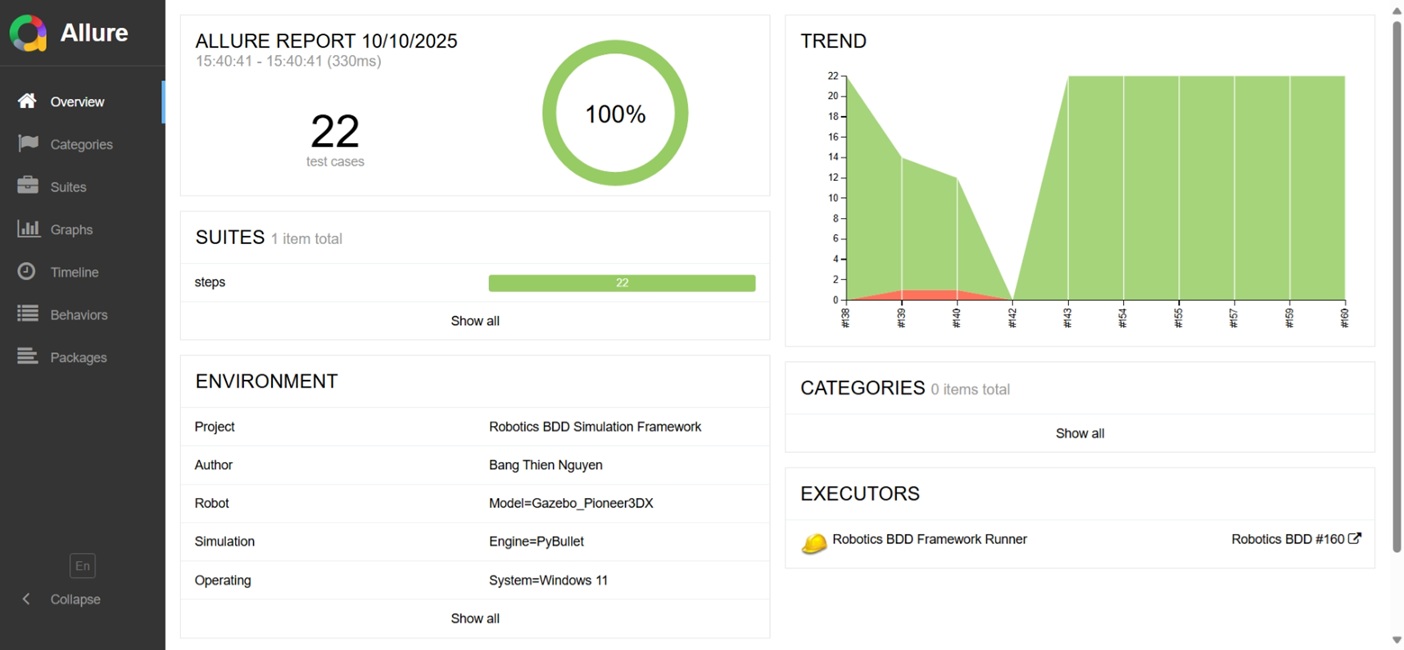 Allure
Overview
Categories
Suites
Graphs
Timeline
Behaviors
Packages
En
Collapse
ALLURE REPORT 10/10/2025
15:40:41 - 15:40:41 (330ms)
22
test cases
100%
SUITES 1 item total
steps 22
Show all
ENVIRONMENT
Project Robotics BDD Simulation Framework
Author Bang Thien Nguyen
Robot Model=Gazebo_Pioneer3DX
Simulation Engine=PyBullet
Operating System=Windows 11
Show all
TREND
22
20
18
16
14
12
10
8
6
4
2
0
#138 #139 #140 #142 #143 #154 #155 #157 #159 #160
CATEGORIES 0 items total
Show all
EXECUTORS
Robotics BDD Framework Runner Robotics BDD #160